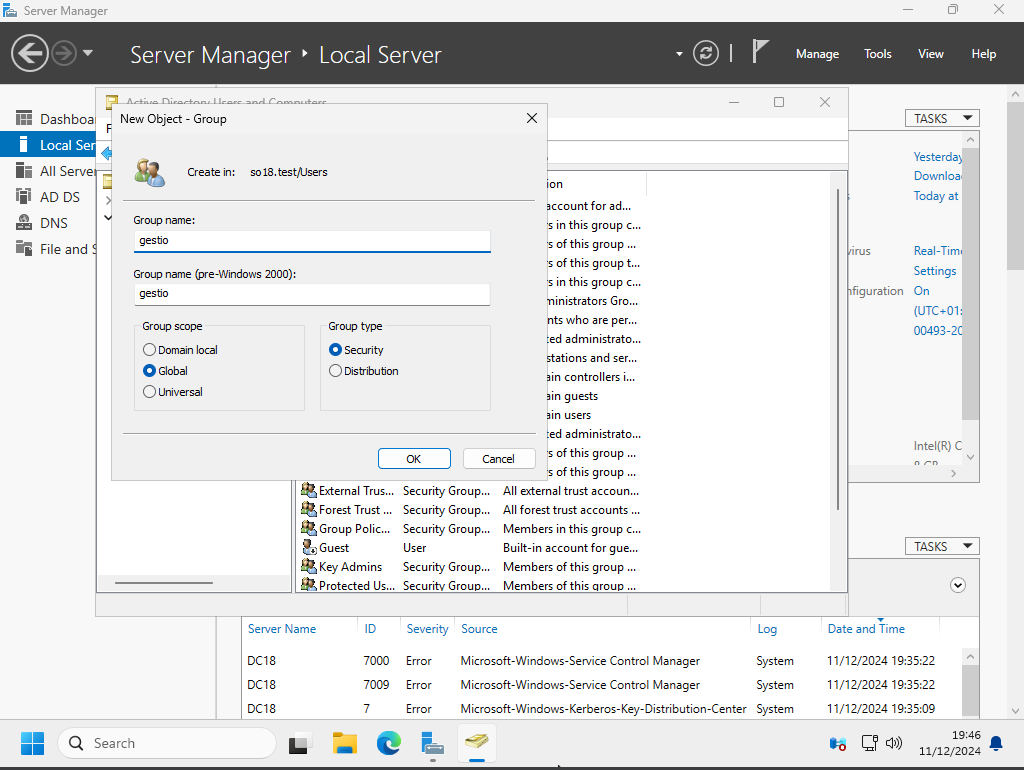 Server Manager
Server Manager ‣ Local Server
Manage Tools View Help
Active Directory Users and Computers
New Object - Group
Create in: so18.test/Users
Group name:
gestio
Group name (pre-Windows 2000):
gestio
Group scope
Domain local
Global
Universal
Group type
Security
Distribution
OK
Cancel
Local Ser
All Server
AD DS
DNS
File and S
ion
account for ad...
s in this group c...
s of this group ...
s of this group t...
s in this group c...
ministrators Gro...
nts who are per...
ed administrato...
stations and ser...
ain controllers i...
ain guests
ain users
ed administrato...
s of this group ...
s of this group ...
External Trus... Security Group... All external trust accoun...
Forest Trust ... Security Group... All forest trust accounts ...
Group Polic... Security Group... Members in this group c...
Guest User Built-in account for gue...
Key Admins Security Group... Members of this group ...
Protected Us... Security Group... Members of this group ...
TASKS
Yesterday
Downloa
Today at
virus Real-Time
Settings
nfiguration On
(UTC+01:
00493-20
Intel(R) C
8 GB
TASKS
Server Name ID Severity Source Log Date and Time
DC18 7000 Error Microsoft-Windows-Service Control Manager System 11/12/2024 19:35:22
DC18 7009 Error Microsoft-Windows-Service Control Manager System 11/12/2024 19:35:22
DC18 7 Error Microsoft-Windows-Kerberos-Key-Distribution-Center System 11/12/2024 19:35:09
Search
19:46
11/12/2024